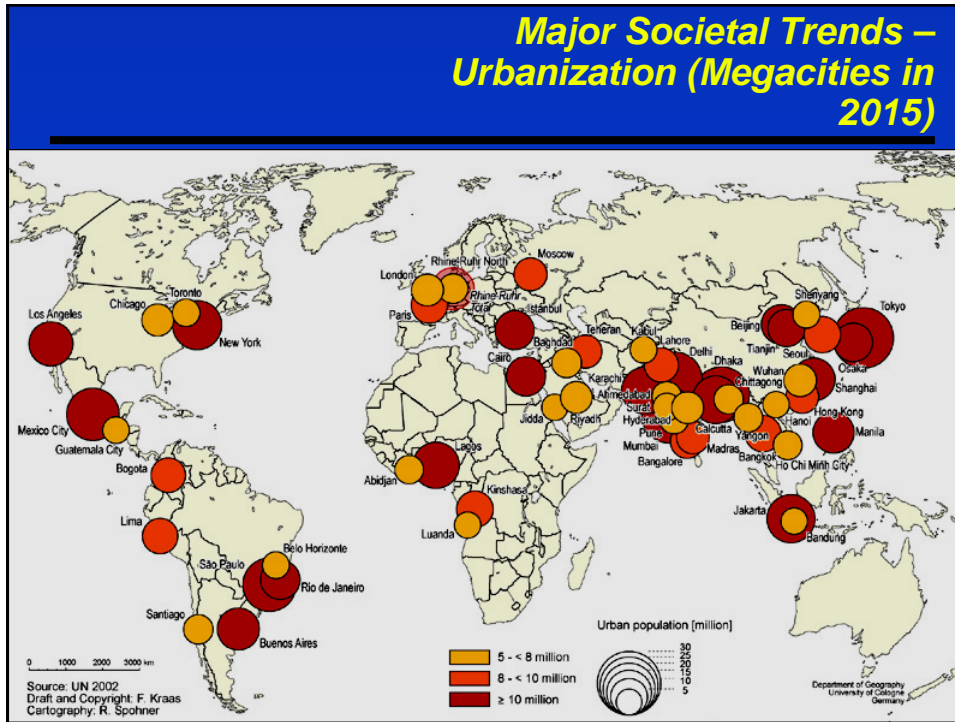 Major Societal Trends –
Urbanization (Megacities in
2015)
Rhine-Ruhr North
Moscow
London
Rhine-Ruhr
Total
Paris
Istanbul
Toronto
Chicago
Los Angeles
New York
Shenyang
Tokyo
Beijing
Teheran
Kabul
Baghdad
Lahore
Delhi
Dhaka
Tianjin
Seoul
Osaka
Cairo
Wuhan
Karachi
Chittagong
Shanghai
Ahmedabad
Surat
Jidda
Riyadh
Hyderabad
Calcutta
Hanoi
Hong Kong
Mexico City
Pune
Yangon
Manila
Guatemala City
Mumbai
Madras
Bangkok
Bangalore
Ho Chi Minh City
Lagos
Bogota
Abidjan
Kinshasa
Lima
Jakarta
Luanda
Bandung
Belo Horizonte
São Paulo
Rio de Janeiro
Santiago
Buenos Aires
Urban population [million]
30
25
20
15
10
5
5 - < 8 million
8 - < 10 million
≥ 10 million
0 1000 2000 3000 km
Source: UN 2002
Draft and Copyright: F. Kraas
Cartography: R. Spohner
Department of Geography
University of Cologne
Germany